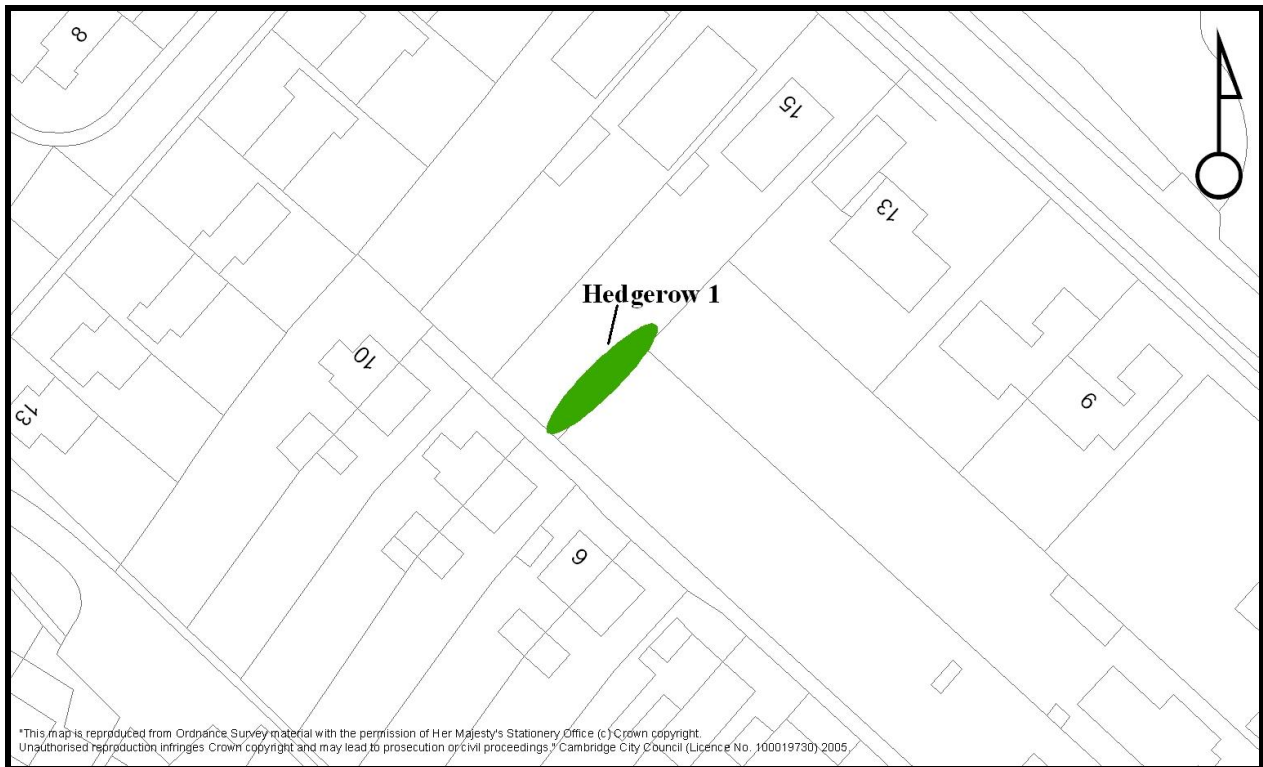 8
15
13
Hedgerow 1
10
13
9
6
"This map is reproduced from Ordnance Survey material with the permission of Her Majesty's Stationery Office (c) Crown copyright.
Unauthorised reproduction infringes Crown copyright and may lead to prosecution or civil proceedings." Cambridge City Council (Licence No. 100019730) 2005